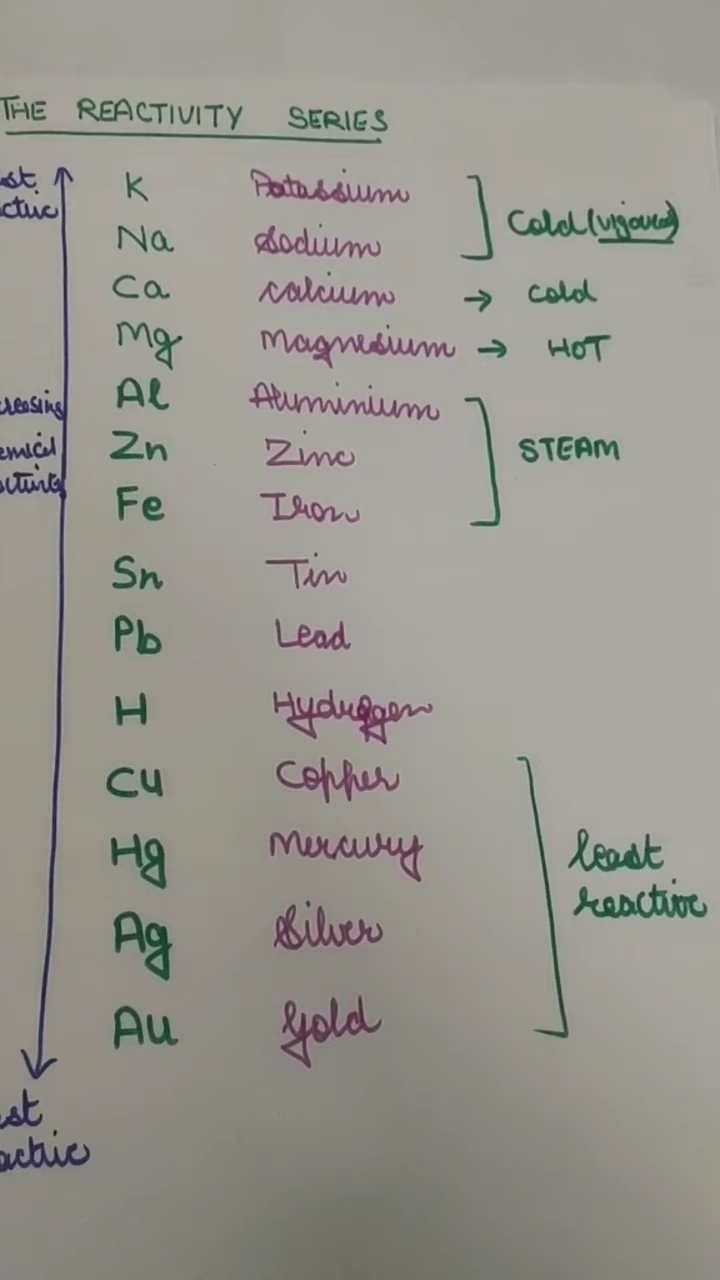 THE REACTIVITY SERIES
K Potassium
Na Sodium
Cold (vigorous)
Ca Calcium → cold
Mg Magnesium → HOT
Al Aluminium
Zn Zinc
STEAM
Fe Iron
Sn Tin
Pb Lead
H Hydrogen
Cu Copper
Hg Mercury
least
reactive
Ag Silver
Au Gold